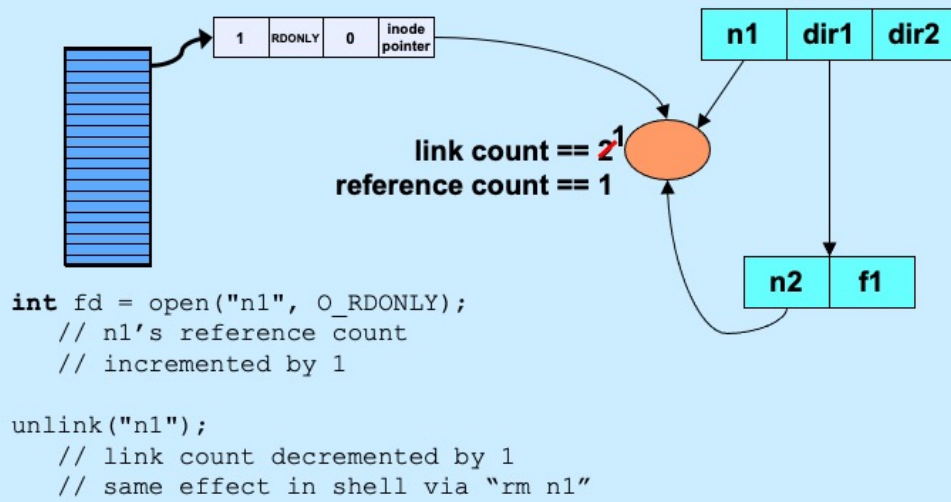 1 RDONLY 0 inode pointer
n1 dir1 dir2
link count == 2 1
reference count == 1
n2 f1
int fd = open("n1", O_RDONLY);
// n1’s reference count
// incremented by 1
unlink("n1");
// link count decremented by 1
// same effect in shell via “rm n1”